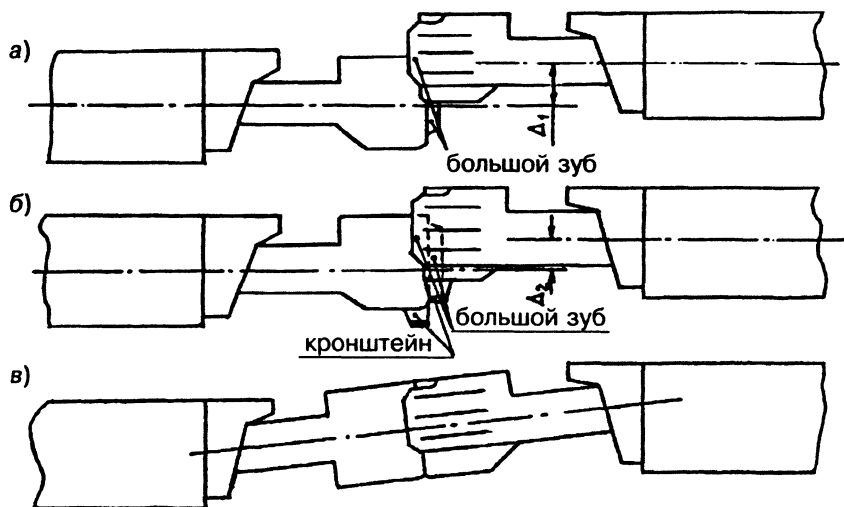 а)
Δ₁
большой зуб
б)
Δ₂
большой зуб
кронштейн
в)